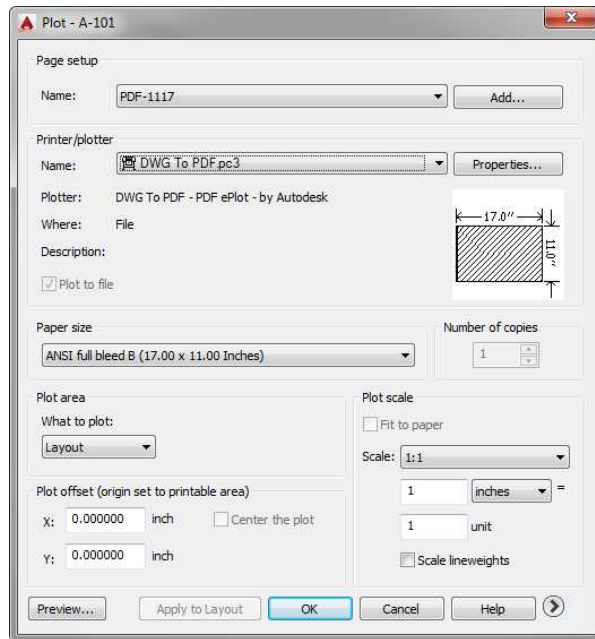 Plot - A-101
Page setup
Name: PDF-1117 Add...
Printer/plotter
Name: DWG To PDF.pc3 Properties...
Plotter: DWG To PDF - PDF ePlot - by Autodesk
Where: File
Description:
Plot to file
17.0"
11.0"
Paper size
ANSI full bleed B (17.00 x 11.00 Inches)
Number of copies
1
Plot area
What to plot:
Layout
Plot scale
Fit to paper
Scale: 1:1
1 inches =
1 unit
Scale lineweights
Plot offset (origin set to printable area)
X: 0.000000 inch Center the plot
Y: 0.000000 inch
Preview... Apply to Layout OK Cancel Help